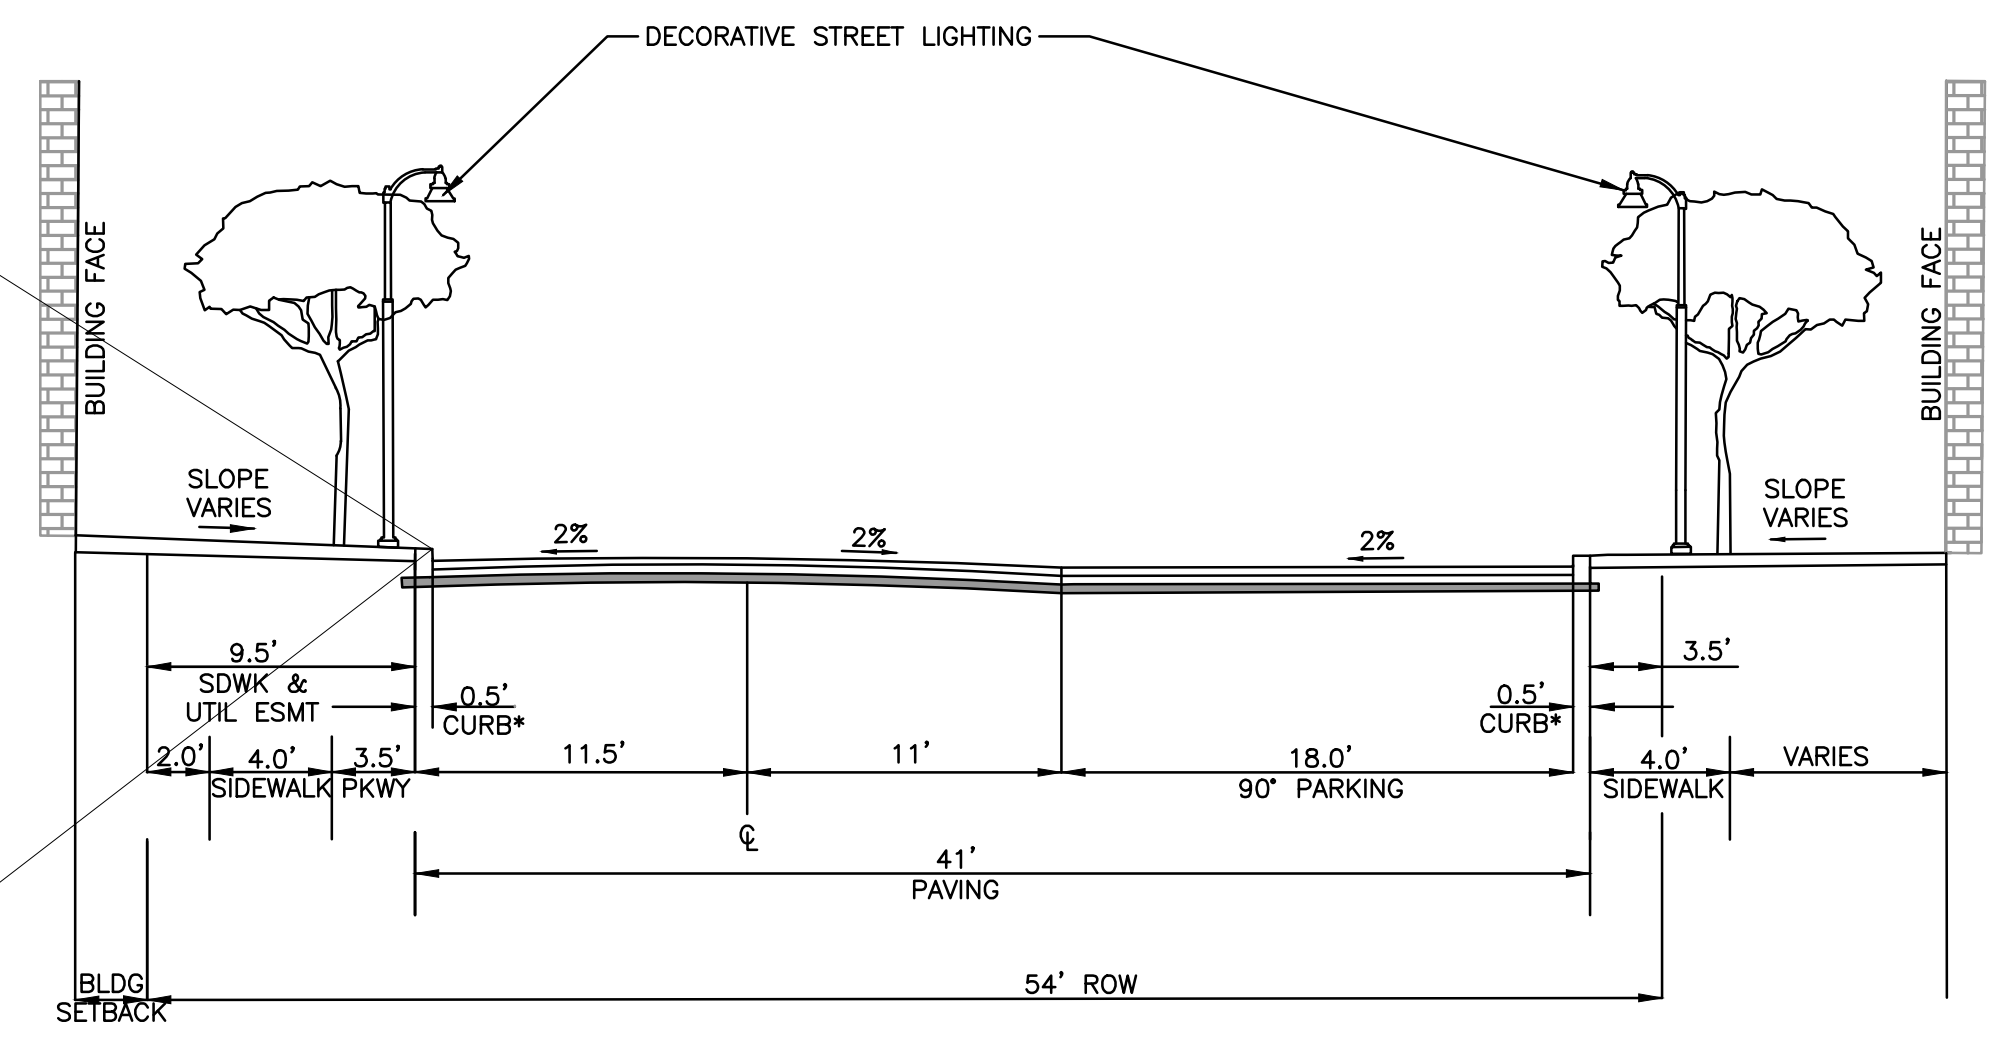 DECORATIVE STREET LIGHTING
BUILDING FACE
BUILDING FACE
SLOPE
VARIES
SLOPE
VARIES
2%
2%
2%
9.5'
SDWK &
UTIL ESMT
3.5'
0.5'
CURB*
0.5'
CURB*
2.0'
4.0'
SIDEWALK
3.5'
PKWY
11.5'
11'
18.0'
90° PARKING
4.0'
SIDEWALK
VARIES
℄
41'
PAVING
BLDG
SETBACK
54' ROW